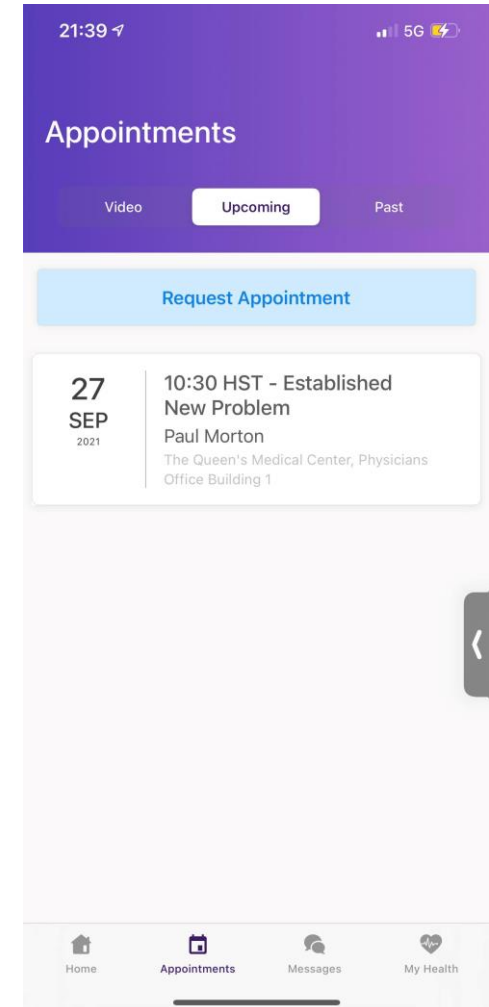 21:39
5G
Appointments
Video Upcoming Past
Request Appointment
27
SEP
2021
10:30 HST - Established
New Problem
Paul Morton
The Queen's Medical Center, Physicians
Office Building 1
Home Appointments Messages My Health